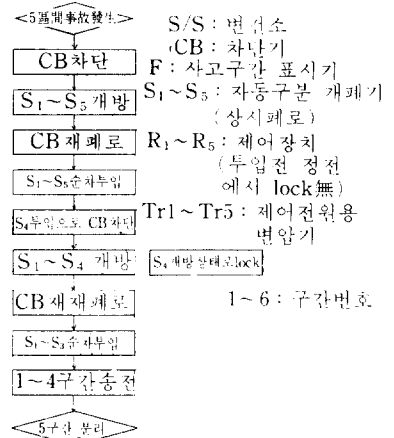 5區間事故發生
CB차단
S₁~S₅개방
CB재폐로
S₁~S₅순차투입
S₄투입으로 CB차단
S₁~S₄ 개방
S₄개방상태로lock
CB재재폐로
S₁~S₃순차투입
1~4구간송전
5구간 분리
S/S : 변전소
CB : 차단기
F : 사고구간 표시기
S₁~S₅ : 자동구분 개폐기
(상시폐로)
R₁~R₅ : 제어장치
(투입전 정전
에서 lock無)
Tr1~Tr5 : 제어전원용
변압기
1~6 : 구간번호